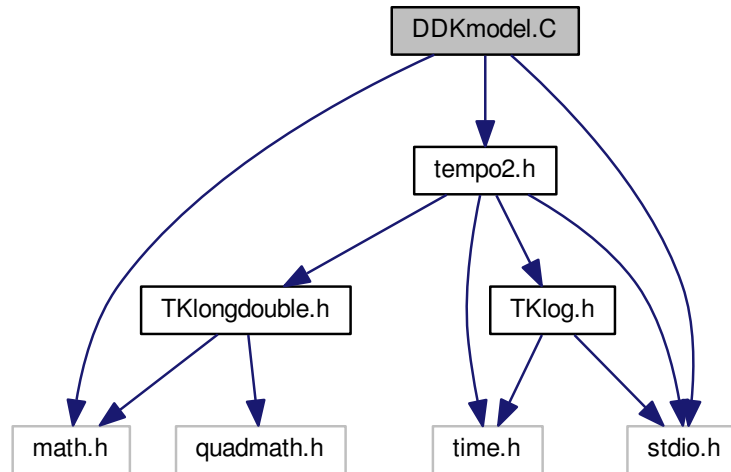 DDKmodel.C
tempo2.h
TKlongdouble.h
TKlog.h
math.h
quadmath.h
time.h
stdio.h